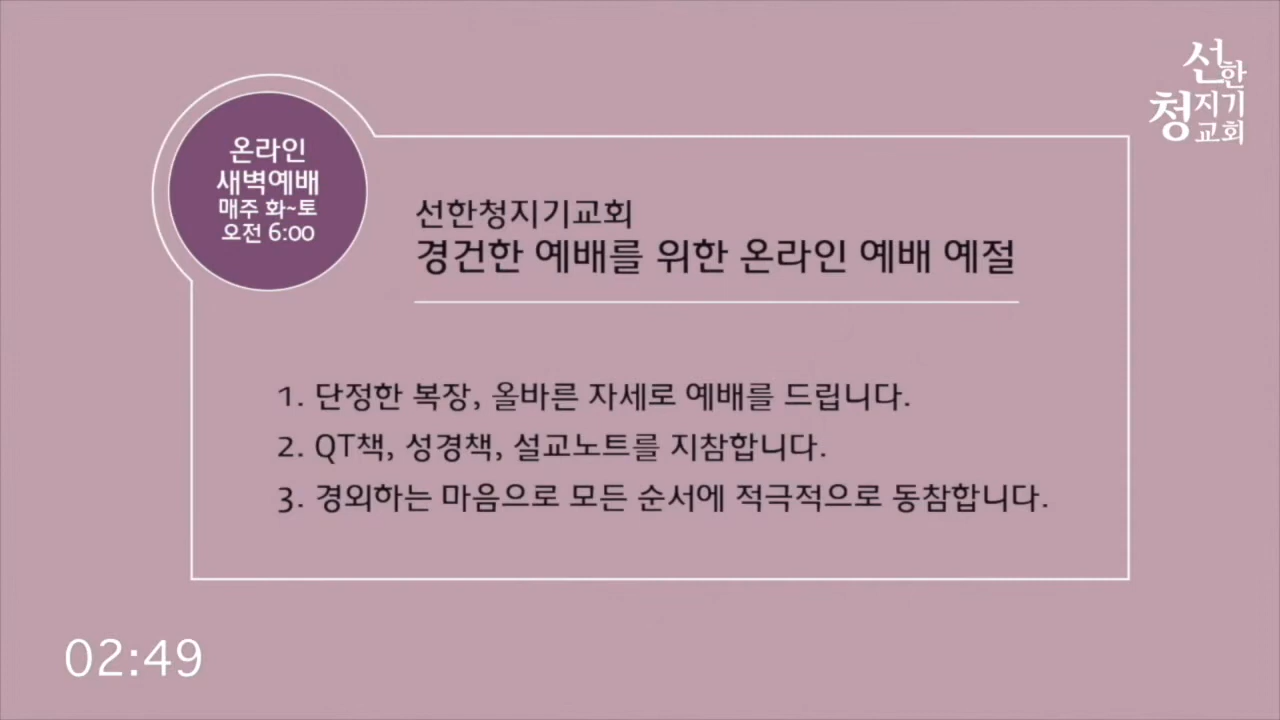 선한
청지기
교회
온라인
새벽예배
매주 화~토
오전 6:00
선한청지기교회
경건한 예배를 위한 온라인 예배 예절
1. 단정한 복장, 올바른 자세로 예배를 드립니다.
2. QT책, 성경책, 설교노트를 지참합니다.
3. 경외하는 마음으로 모든 순서에 적극적으로 동참합니다.
02:49